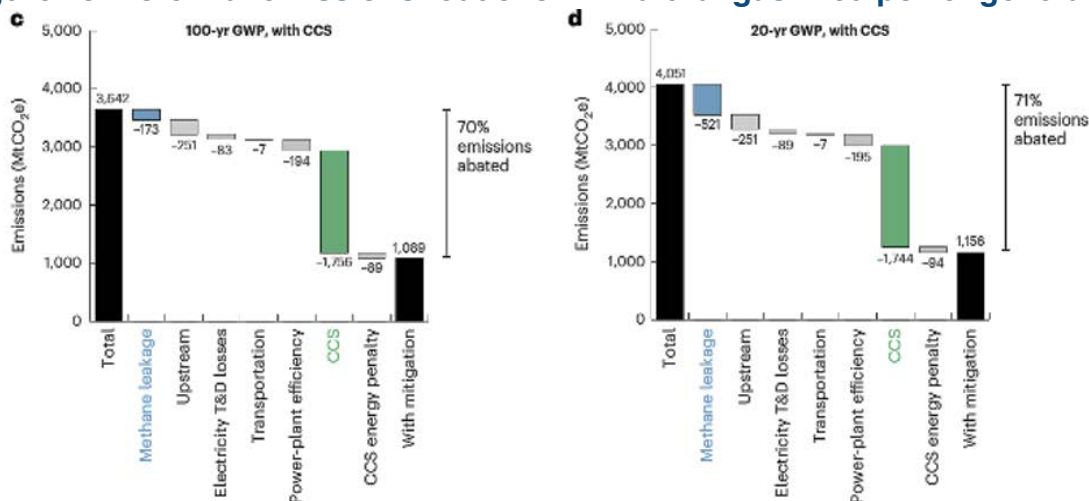 c
100-yr GWP, with CCS
Emissions (MtCO₂e)
5,000
4,000
3,000
2,000
1,000
0
3,642
−173
−251
−83
−7
−194
−1,756
−89
1,089
70%
emissions
abated
Total
Methane leakage
Upstream
Electricity T&D losses
Transportation
Power-plant efficiency
CCS
CCS energy penalty
With mitigation
d
20-yr GWP, with CCS
Emissions (MtCO₂e)
5,000
4,000
3,000
2,000
1,000
0
4,051
−521
−251
−89
−7
−195
−1,744
−94
1,156
71%
emissions
abated
Total
Methane leakage
Upstream
Electricity T&D losses
Transportation
Power-plant efficiency
CCS
CCS energy penalty
With mitigation